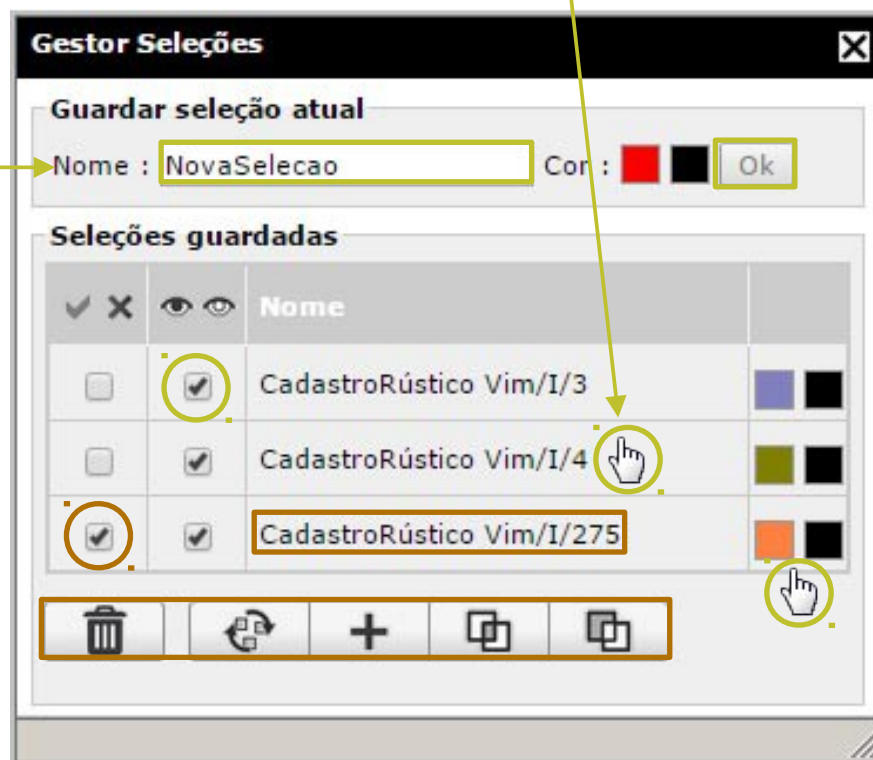 Gestor Seleções
Guardar seleção atual
Nome : NovaSelecao Cor : Ok
Seleções guardadas
Nome
CadastroRústico Vim/I/3
CadastroRústico Vim/I/4
CadastroRústico Vim/I/275